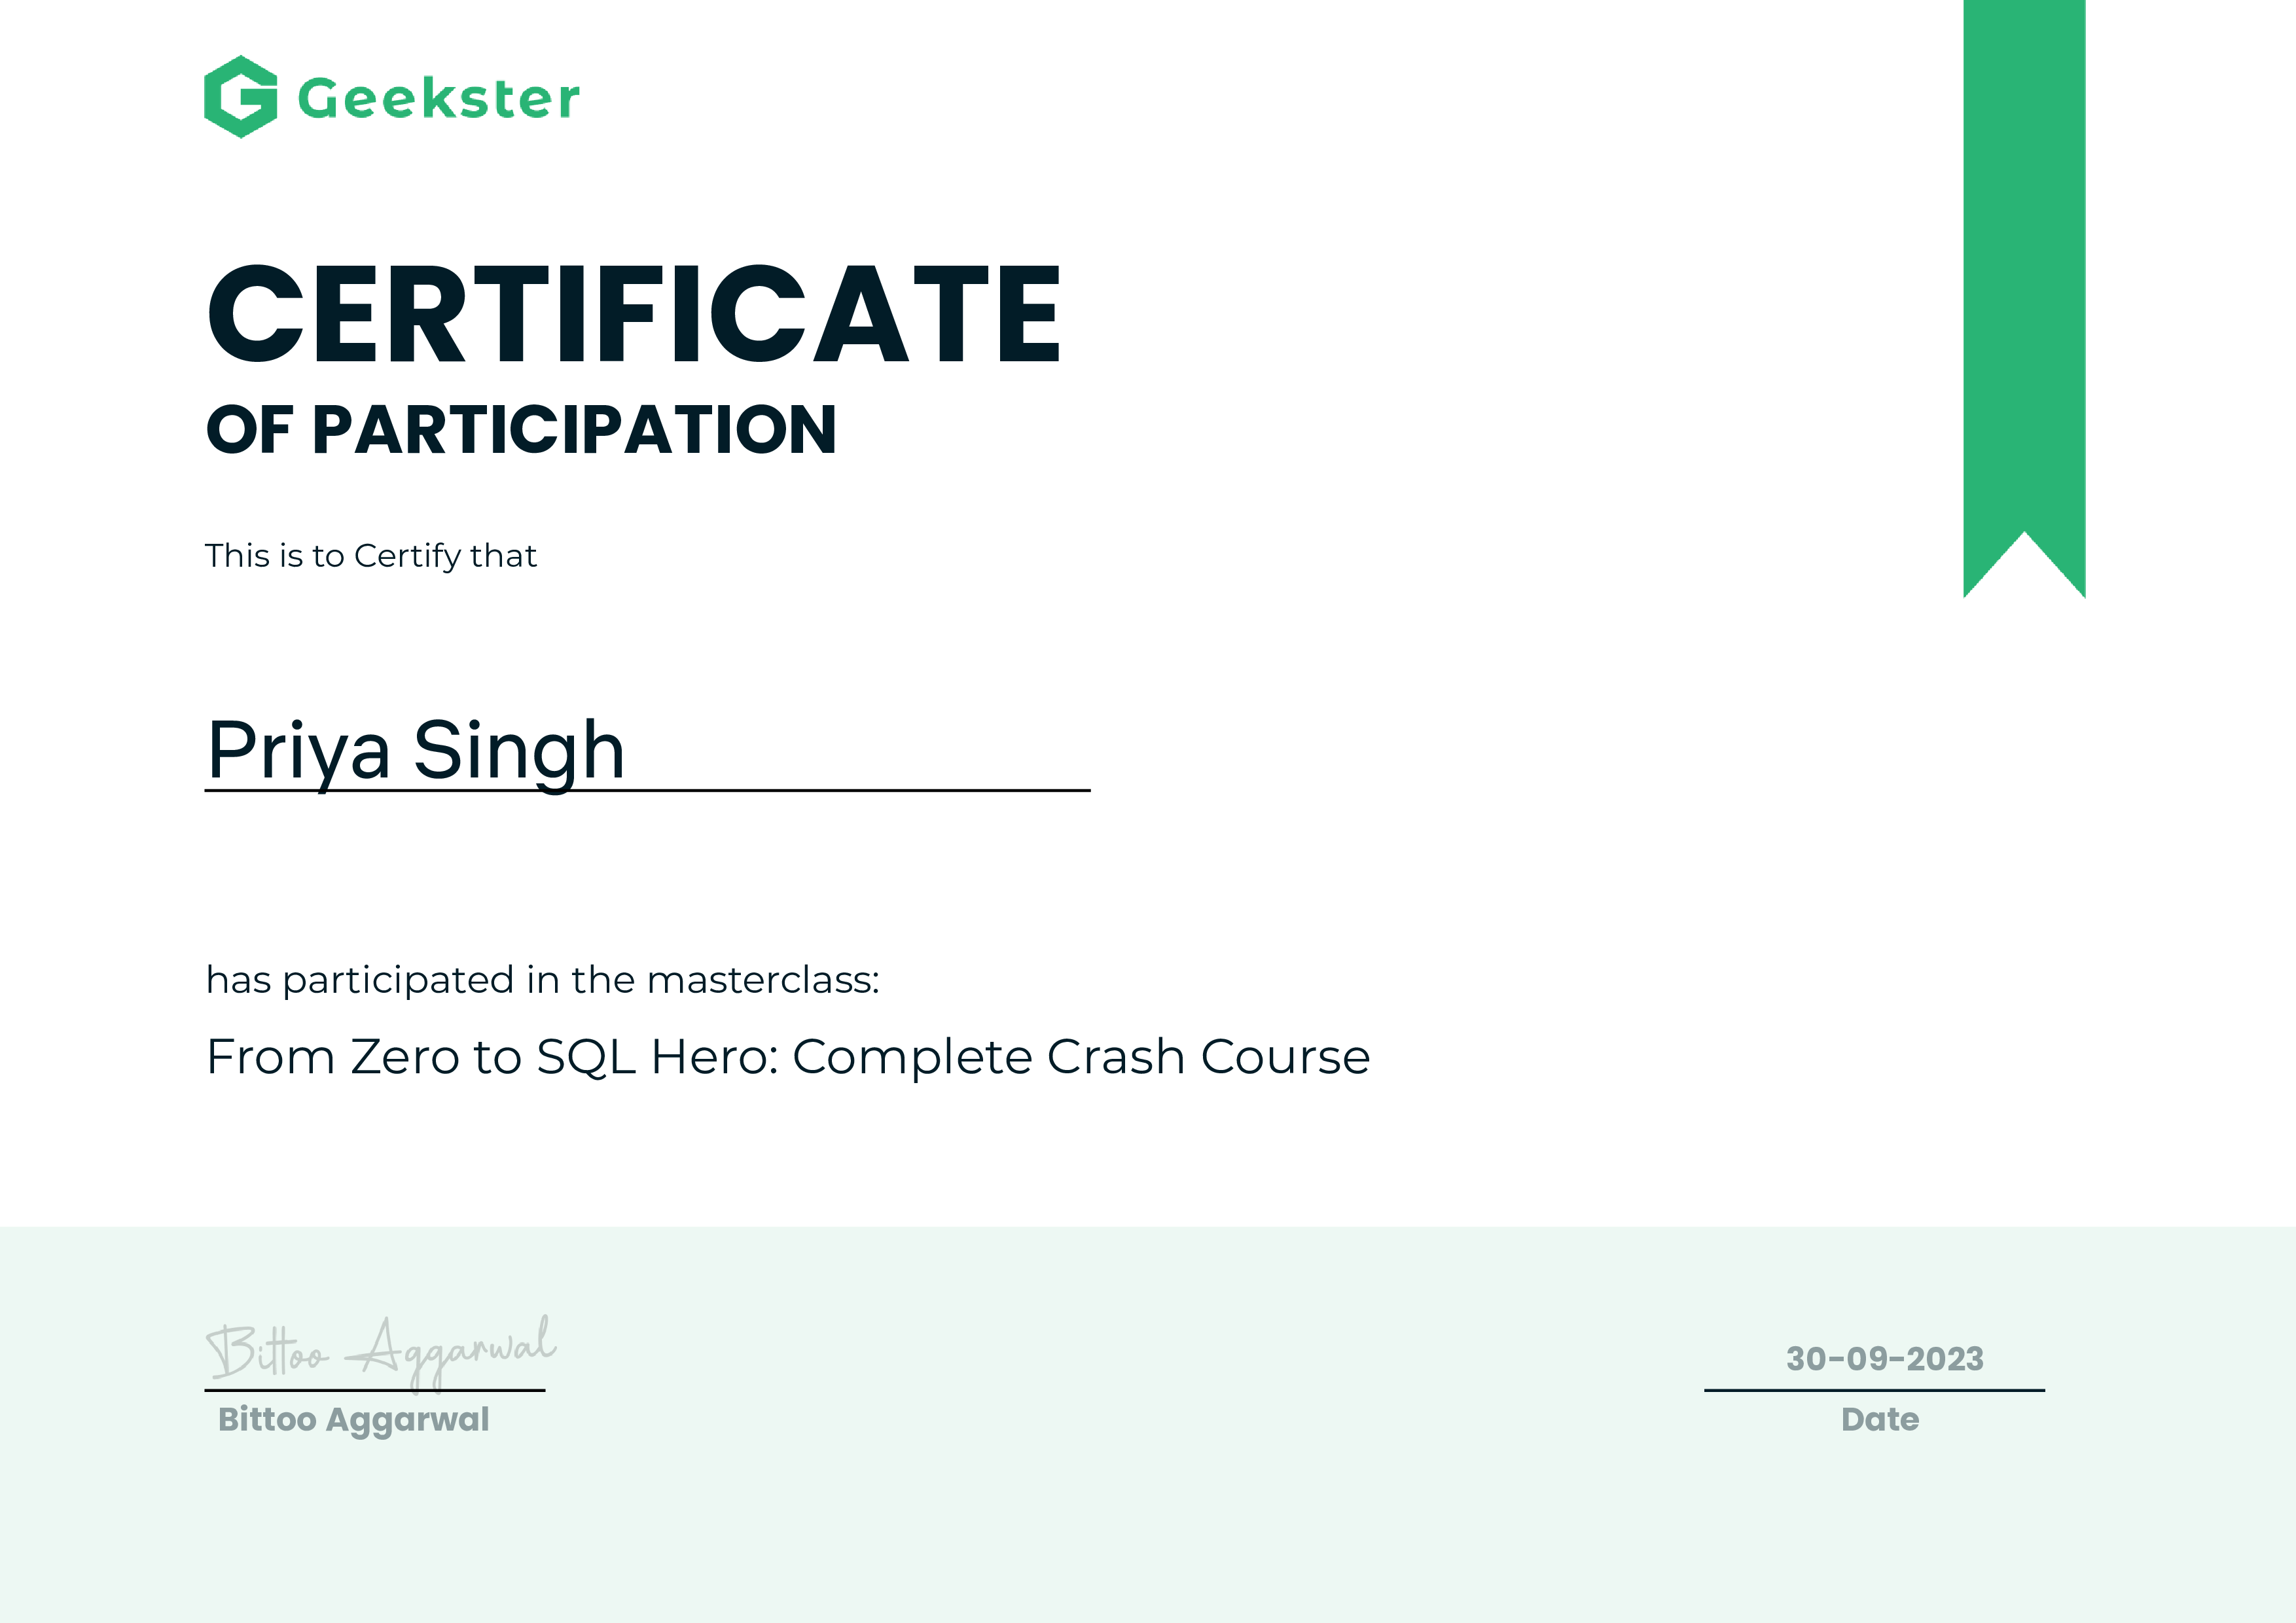 Geekster
CERTIFICATE
OF PARTICIPATION
This is to Certify that
Priya Singh
has participated in the masterclass:
From Zero to SQL Hero: Complete Crash Course
Bittoo Aggarwal
30-09-2023
Bittoo Aggarwal
Date